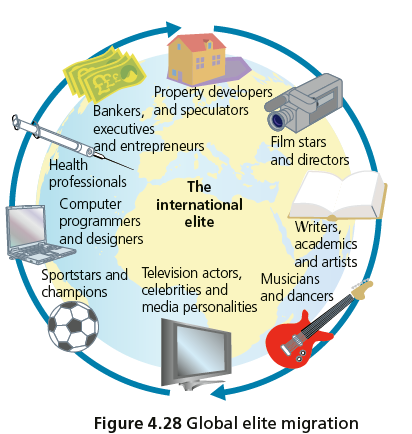 Property developers
and speculators
Bankers,
executives
and entrepreneurs
Film stars
and directors
Health
professionals
The
international
elite
Computer
programmers
and designers
Writers,
academics
and artists
Sportstars and
champions
Television actors,
celebrities and
media personalities
Musicians
and dancers
£££
Figure 4.28 Global elite migration